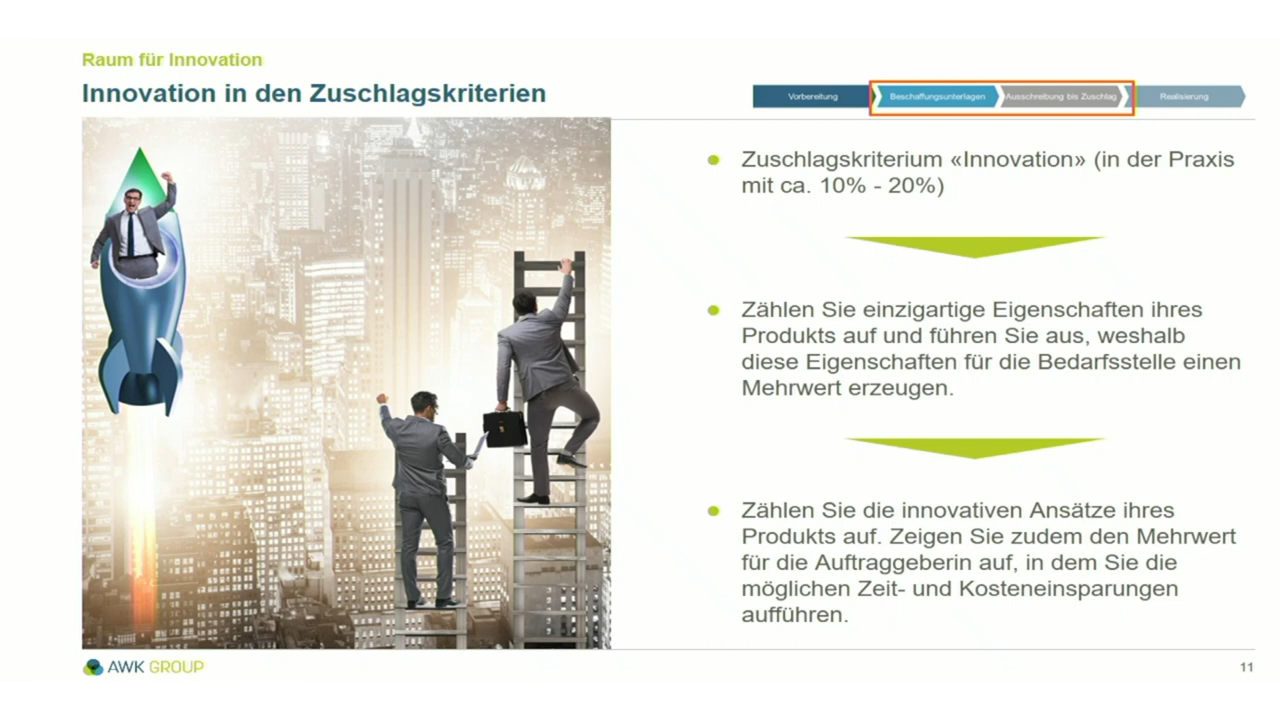 Raum für Innovation
Innovation in den Zuschlagskriterien
Vorbereitung
Beschaffungsunterlagen
Ausschreibung bis Zuschlag
Realisierung
Zuschlagskriterium «Innovation» (in der Praxis
mit ca. 10% - 20%)
Zählen Sie einzigartige Eigenschaften ihres
Produkts auf und führen Sie aus, weshalb
diese Eigenschaften für die Bedarfsstelle einen
Mehrwert erzeugen.
Zählen Sie die innovativen Ansätze ihres
Produkts auf. Zeigen Sie zudem den Mehrwert
für die Auftraggeberin auf, in dem Sie die
möglichen Zeit- und Kosteneinsparungen
aufführen.
AWK GROUP
11